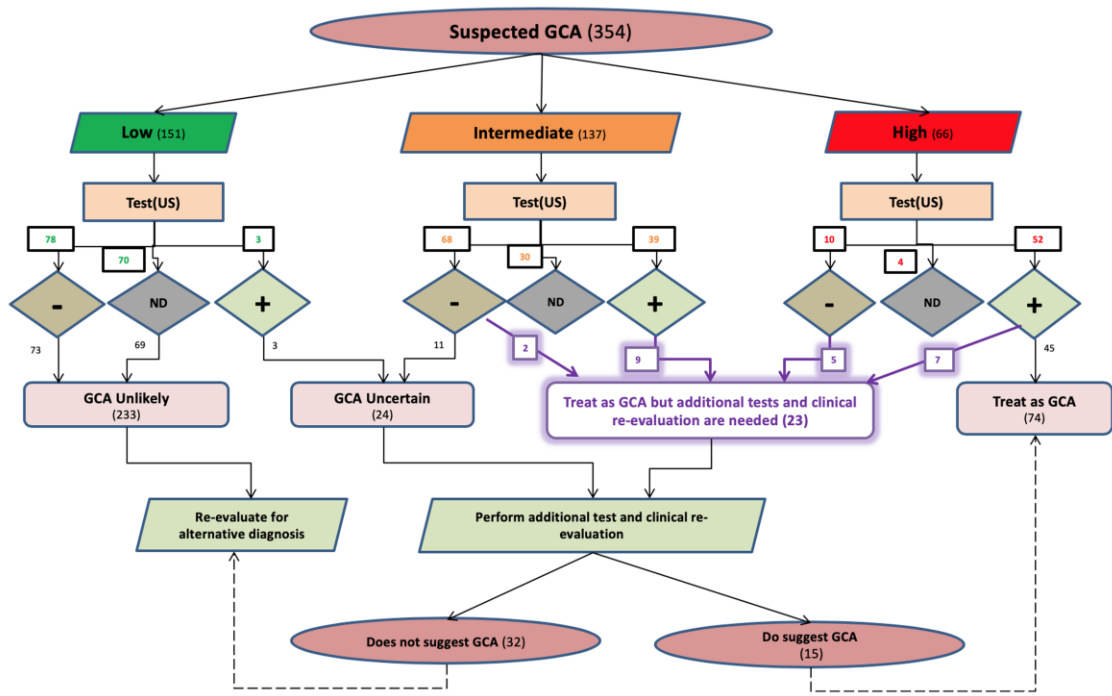 Suspected GCA (354)
Low (151)
Intermediate (137)
High (66)
Test(US)
Test(US)
Test(US)
78
70
3
68
30
39
10
4
52
-
ND
+
-
ND
+
-
ND
+
73
69
3
11
2
9
5
7
45
GCA Unlikely
(233)
GCA Uncertain
(24)
Treat as GCA but additional tests and clinical
re-evaluation are needed (23)
Treat as GCA
(74)
Re-evaluate for
alternative diagnosis
Perform additional test and clinical re-
evaluation
Does not suggest GCA (32)
Do suggest GCA
(15)